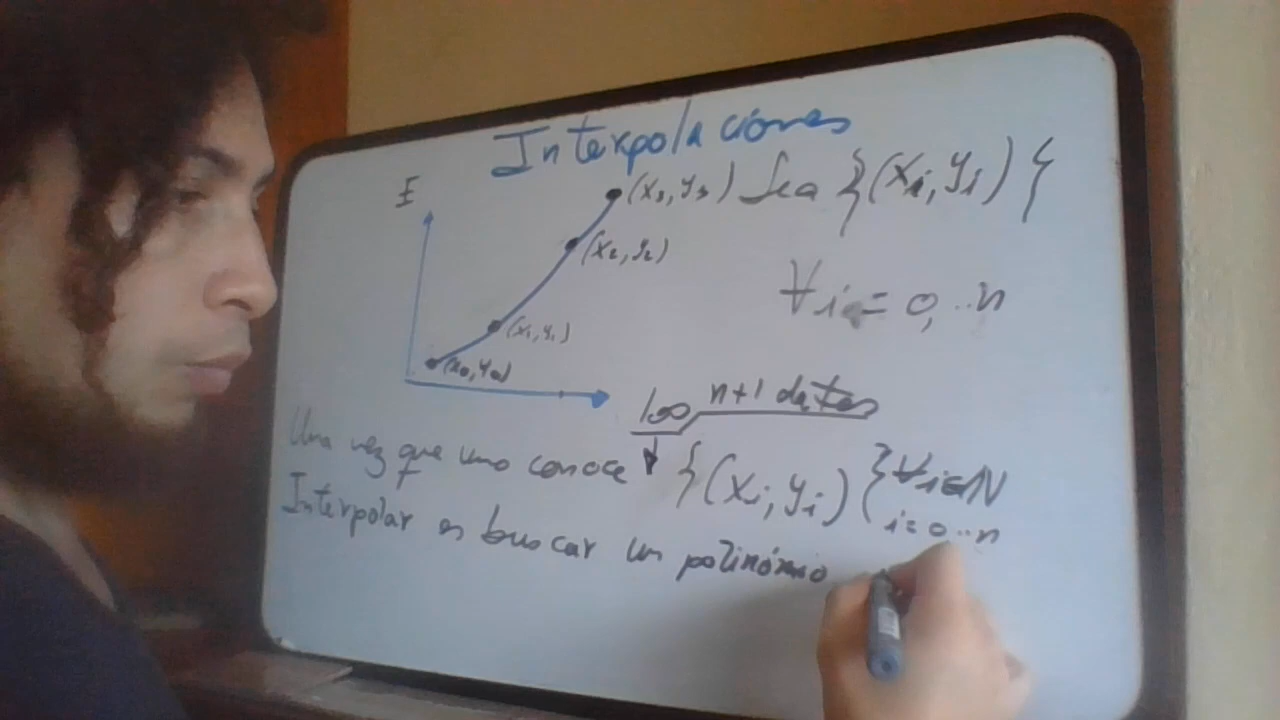 Interpolaciones
I
(x₃, y₃) Sea {(xᵢ, yᵢ)}
(x₂, y₂)
∀i = 0, ..n
(x₁, y₁)
(x₀, y₀)
los n+1 datos
Una vez que uno conoce {(xᵢ, yᵢ)} ∀i∈N
i=0..n
Interpolar es buscar un polinómio